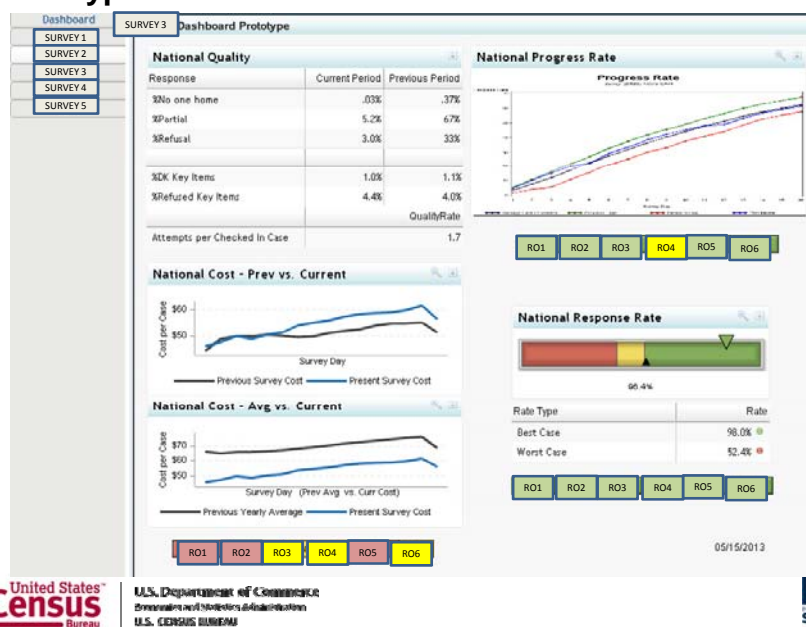 Dashboard
SURVEY 1
SURVEY 2
SURVEY 3
SURVEY 4
SURVEY 5
SURVEY 3
Dashboard Prototype
National Quality
Response Current Period Previous Period
%No one home .03% .37%
%Partial 5.2% 67%
%Refusal 3.0% 33%
%DK Key Items 1.0% 1.1%
%Refused Key Items 4.4% 4.0%
QualityRate
Attempts per Checked In Case 1.7
National Progress Rate
Progress Rate
Survey Day
RO1 RO2 RO3 RO4 RO5 RO6
National Cost - Prev vs. Current
Cost per Case
$60
$50
Survey Day
Previous Survey Cost Present Survey Cost
National Response Rate
Rate Type Rate
Best Case 98.0%
Worst Case 52.4%
RO1 RO2 RO3 RO4 RO5 RO6
National Cost - Avg vs. Current
Cost per Case
$70
$60
$50
Survey Day (Prev Avg vs. Curr Cost)
Previous Yearly Average Present Survey Cost
RO1 RO2 RO3 RO4 RO5 RO6
05/15/2013
United States™
Census
Bureau
U.S. Department of Commerce
Economics and Statistics Administration
U.S. CENSUS BUREAU